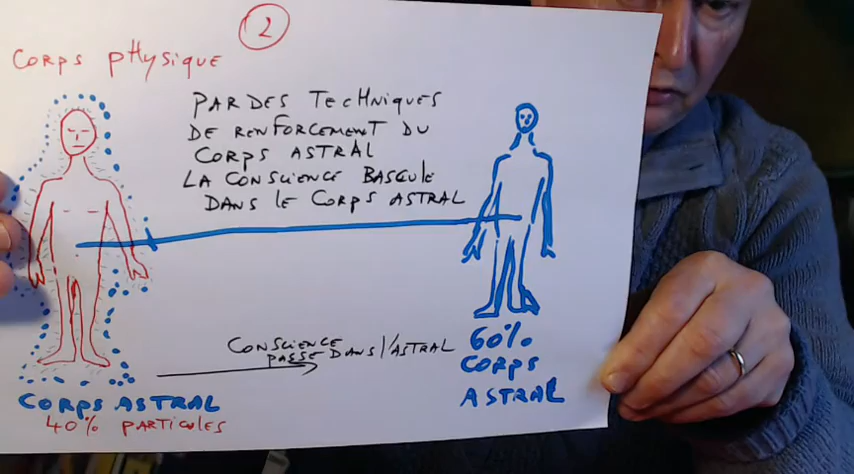 2
CORPS PHYSIQUE
PAR DES TECHNIQUES
DE RENFORCEMENT DU
CORPS ASTRAL
LA CONSCIENCE BASCULE
DANS LE CORPS ASTRAL
CONSCIENCE
PASSE DANS l'ASTRAL
60%
CORPS
ASTRAL
CORPS ASTRAL
40% PARTICULES